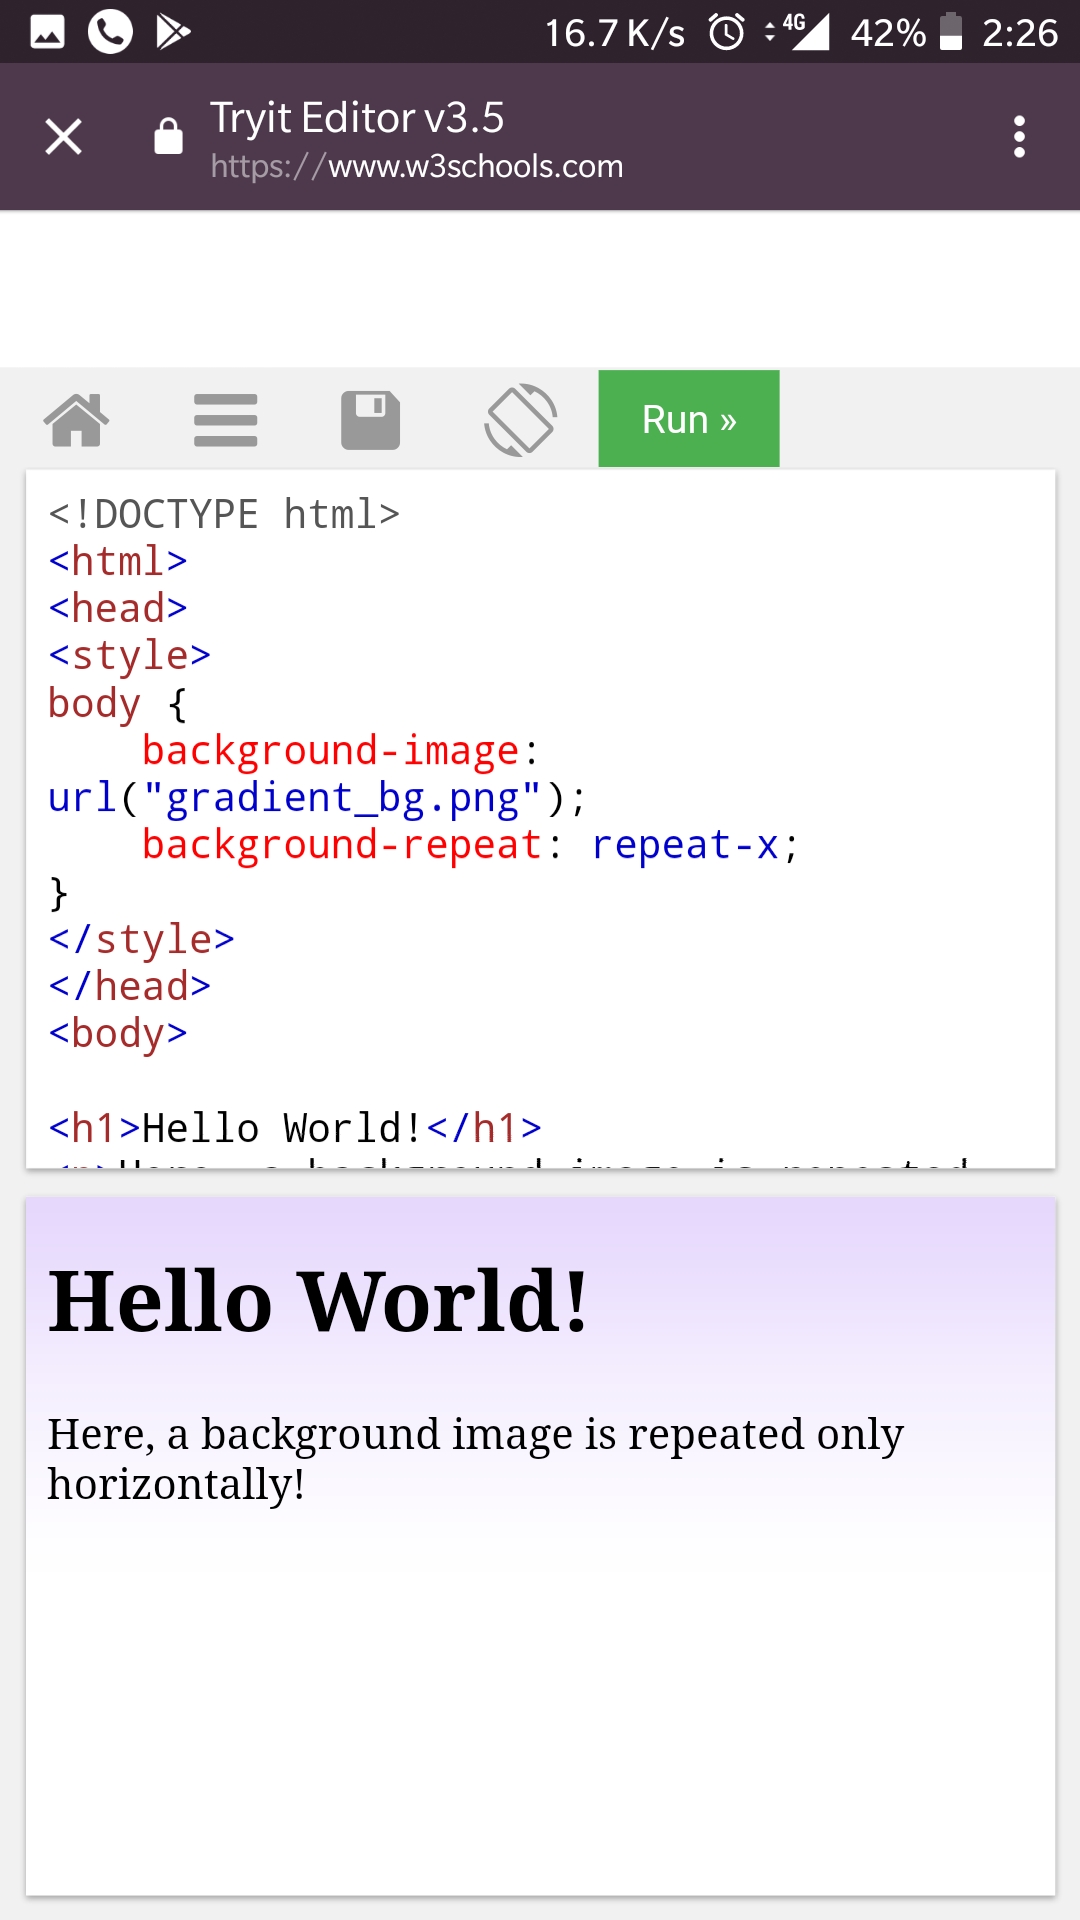 16.7 K/s 4G 42% 2:26
Tryit Editor v3.5
https://www.w3schools.com
Run »
<!DOCTYPE html>
<html>
<head>
<style>
body {
    background-image:
url("gradient_bg.png");
    background-repeat: repeat-x;
}
</style>
</head>
<body>
<h1>Hello World!</h1>
Hello World!
Here, a background image is repeated only
horizontally!